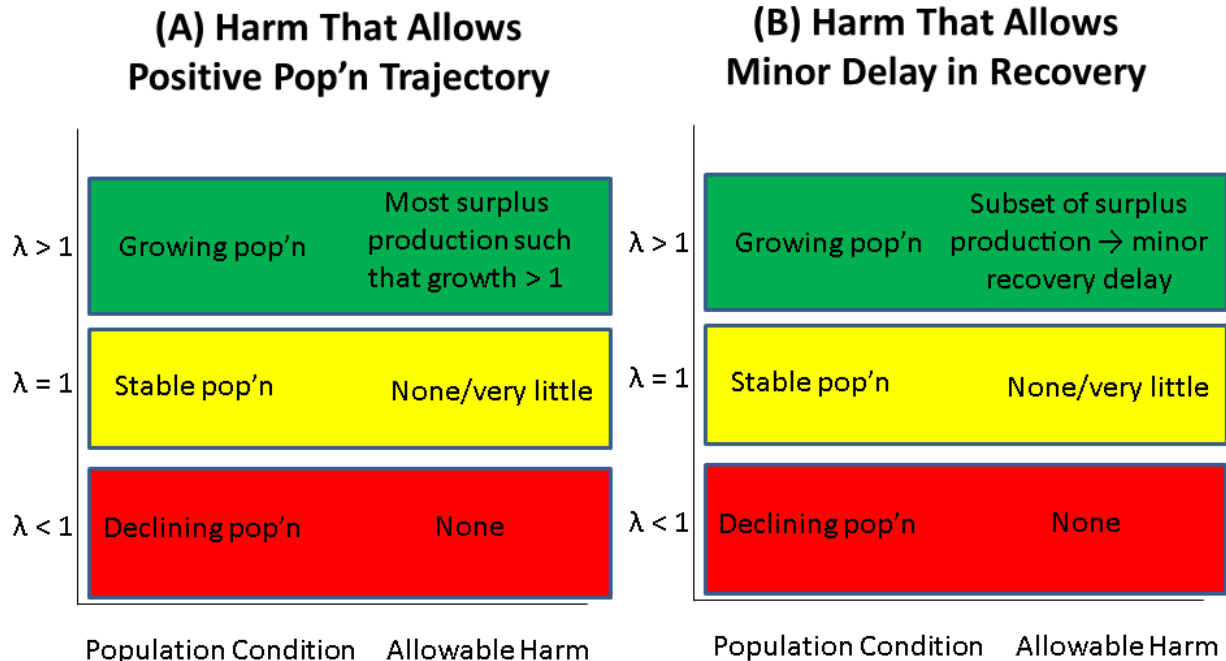 (A) Harm That Allows
Positive Pop'n Trajectory
λ > 1
Growing pop'n
Most surplus
production such
that growth > 1
λ = 1
Stable pop'n
None/very little
λ < 1
Declining pop'n
None
Population Condition
Allowable Harm
(B) Harm That Allows
Minor Delay in Recovery
λ > 1
Growing pop'n
Subset of surplus
production → minor
recovery delay
λ = 1
Stable pop'n
None/very little
λ < 1
Declining pop'n
None
Population Condition
Allowable Harm